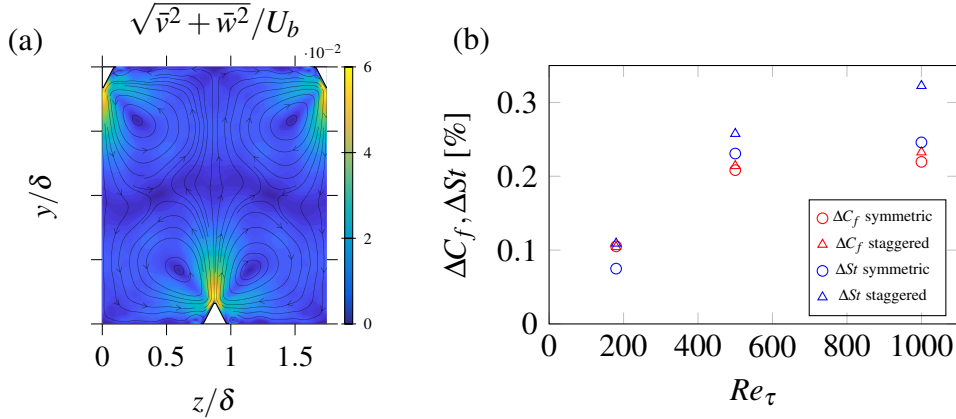 (a)
√v̄² + w̄²/U_b
·10⁻²
6
4
2
0
y/δ
0 0.5 1 1.5
z/δ
(b)
ΔC_f, ΔSt [%]
0.3
0.2
0.1
0
ΔC_f symmetric
ΔC_f staggered
ΔSt symmetric
ΔSt staggered
0 200 400 600 800 1000
Re_τ